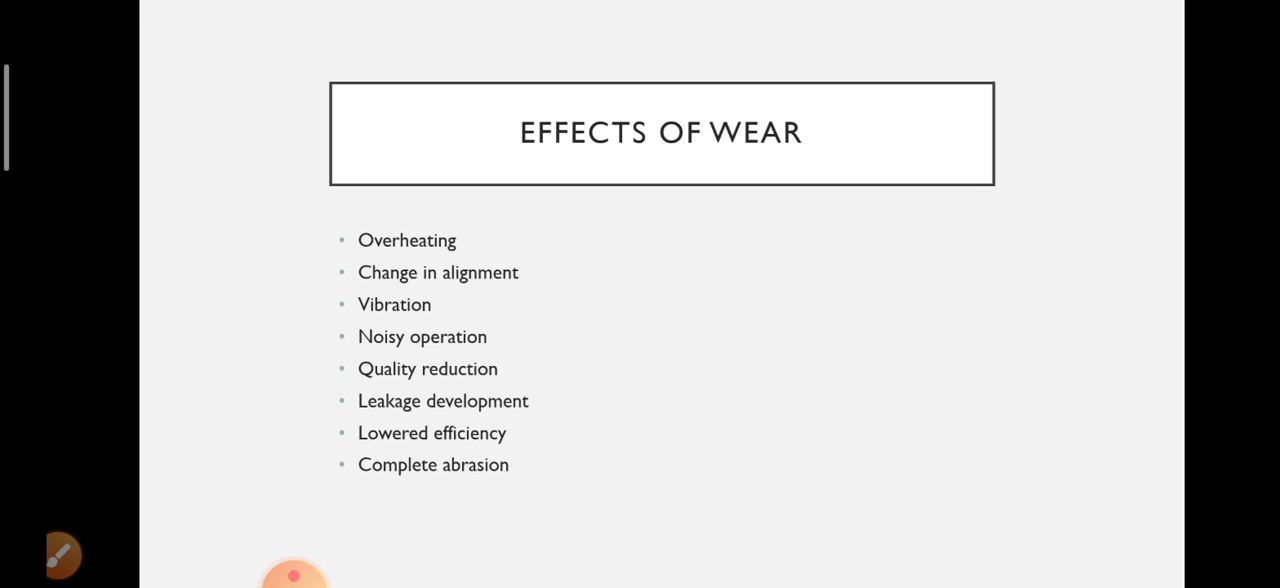 EFFECTS OF WEAR
• Overheating
• Change in alignment
• Vibration
• Noisy operation
• Quality reduction
• Leakage development
• Lowered efficiency
• Complete abrasion